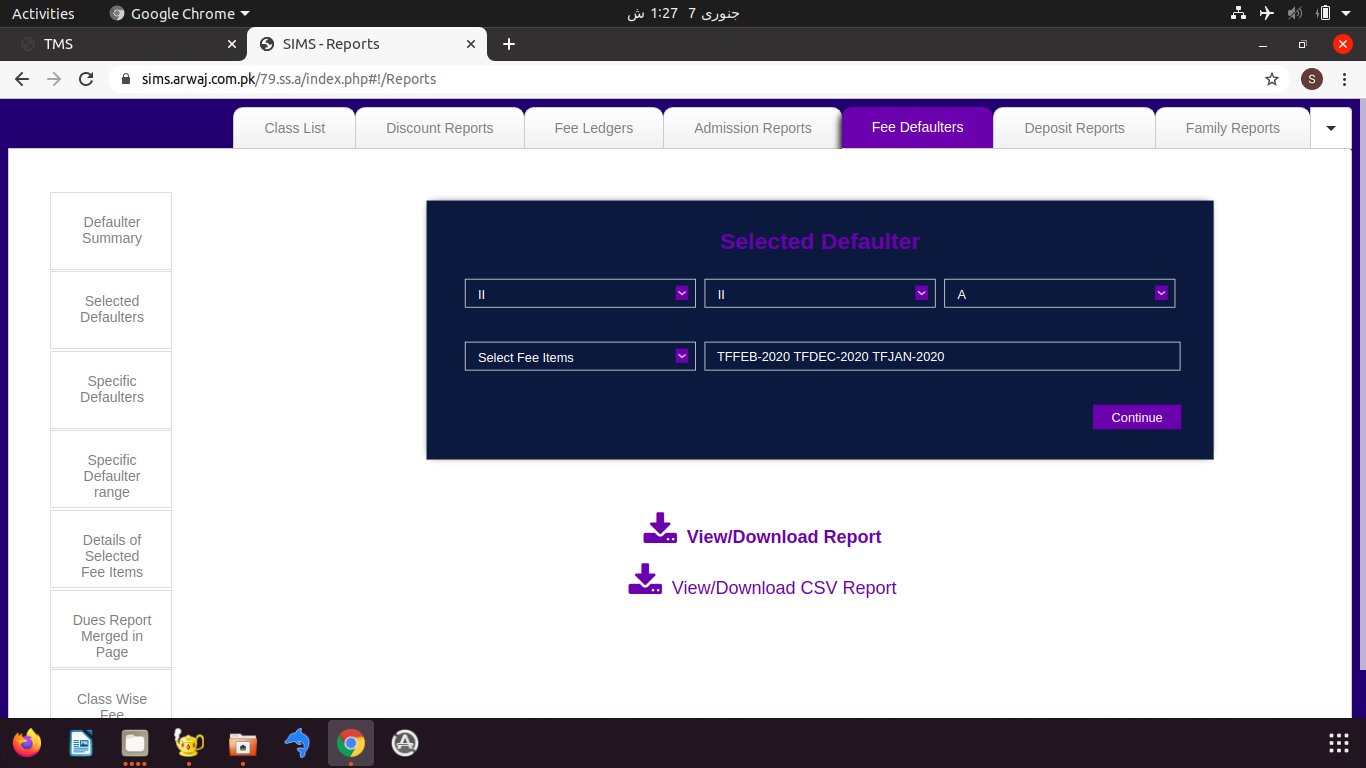 Activities
Google Chrome
جنوری 7 1:27 ش
TMS
SIMS - Reports
sims.arwaj.com.pk/79.ss.a/index.php#!/Reports
S
Class List
Discount Reports
Fee Ledgers
Admission Reports
Fee Defaulters
Deposit Reports
Family Reports
Defaulter
Summary
Selected
Defaulters
Specific
Defaulters
Specific
Defaulter
range
Details of
Selected
Fee Items
Dues Report
Merged in
Page
Class Wise
Fee
Selected Defaulter
II
II
A
Select Fee Items
TFFEB-2020 TFDEC-2020 TFJAN-2020
Continue
View/Download Report
View/Download CSV Report